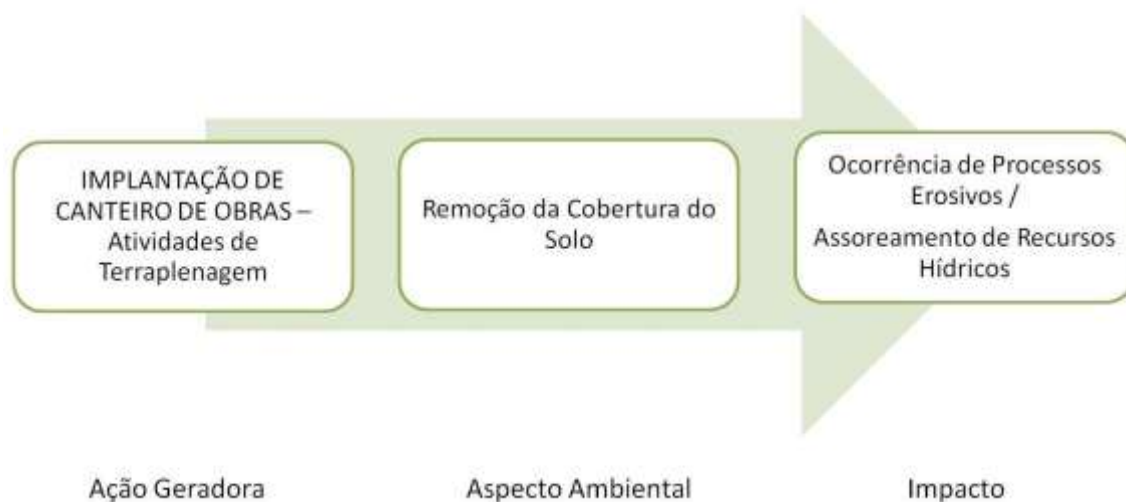 IMPLANTAÇÃO DE
CANTEIRO DE OBRAS –
Atividades de
Terraplenagem
Remoção da Cobertura do
Solo
Ocorrência de Processos
Erosivos /
Assoreamento de Recursos
Hídricos
Ação Geradora
Aspecto Ambiental
Impacto